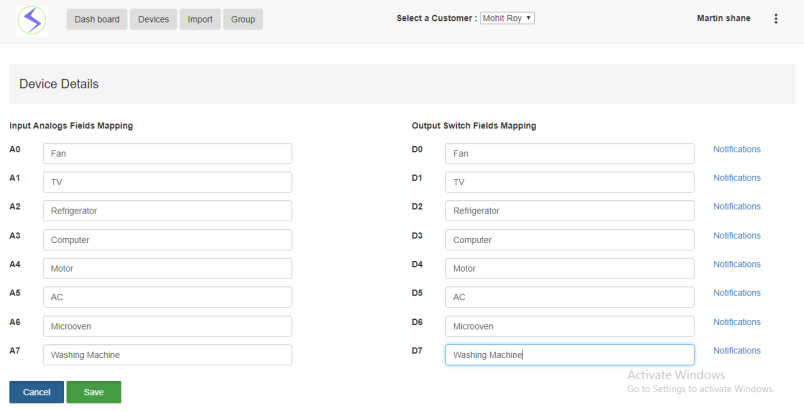 Dash board Devices Import Group Select a Customer : Mohit Roy Martin shane
Device Details
Input Analogs Fields Mapping Output Switch Fields Mapping
A0 Fan D0 Fan Notifications
A1 TV D1 TV Notifications
A2 Refrigerator D2 Refrigerator Notifications
A3 Computer D3 Computer Notifications
A4 Motor D4 Motor Notifications
A5 AC D5 AC Notifications
A6 Microoven D6 Microoven Notifications
A7 Washing Machine D7 Washing Machine Notifications
Activate Windows
Cancel Save Go to Settings to activate Windows.